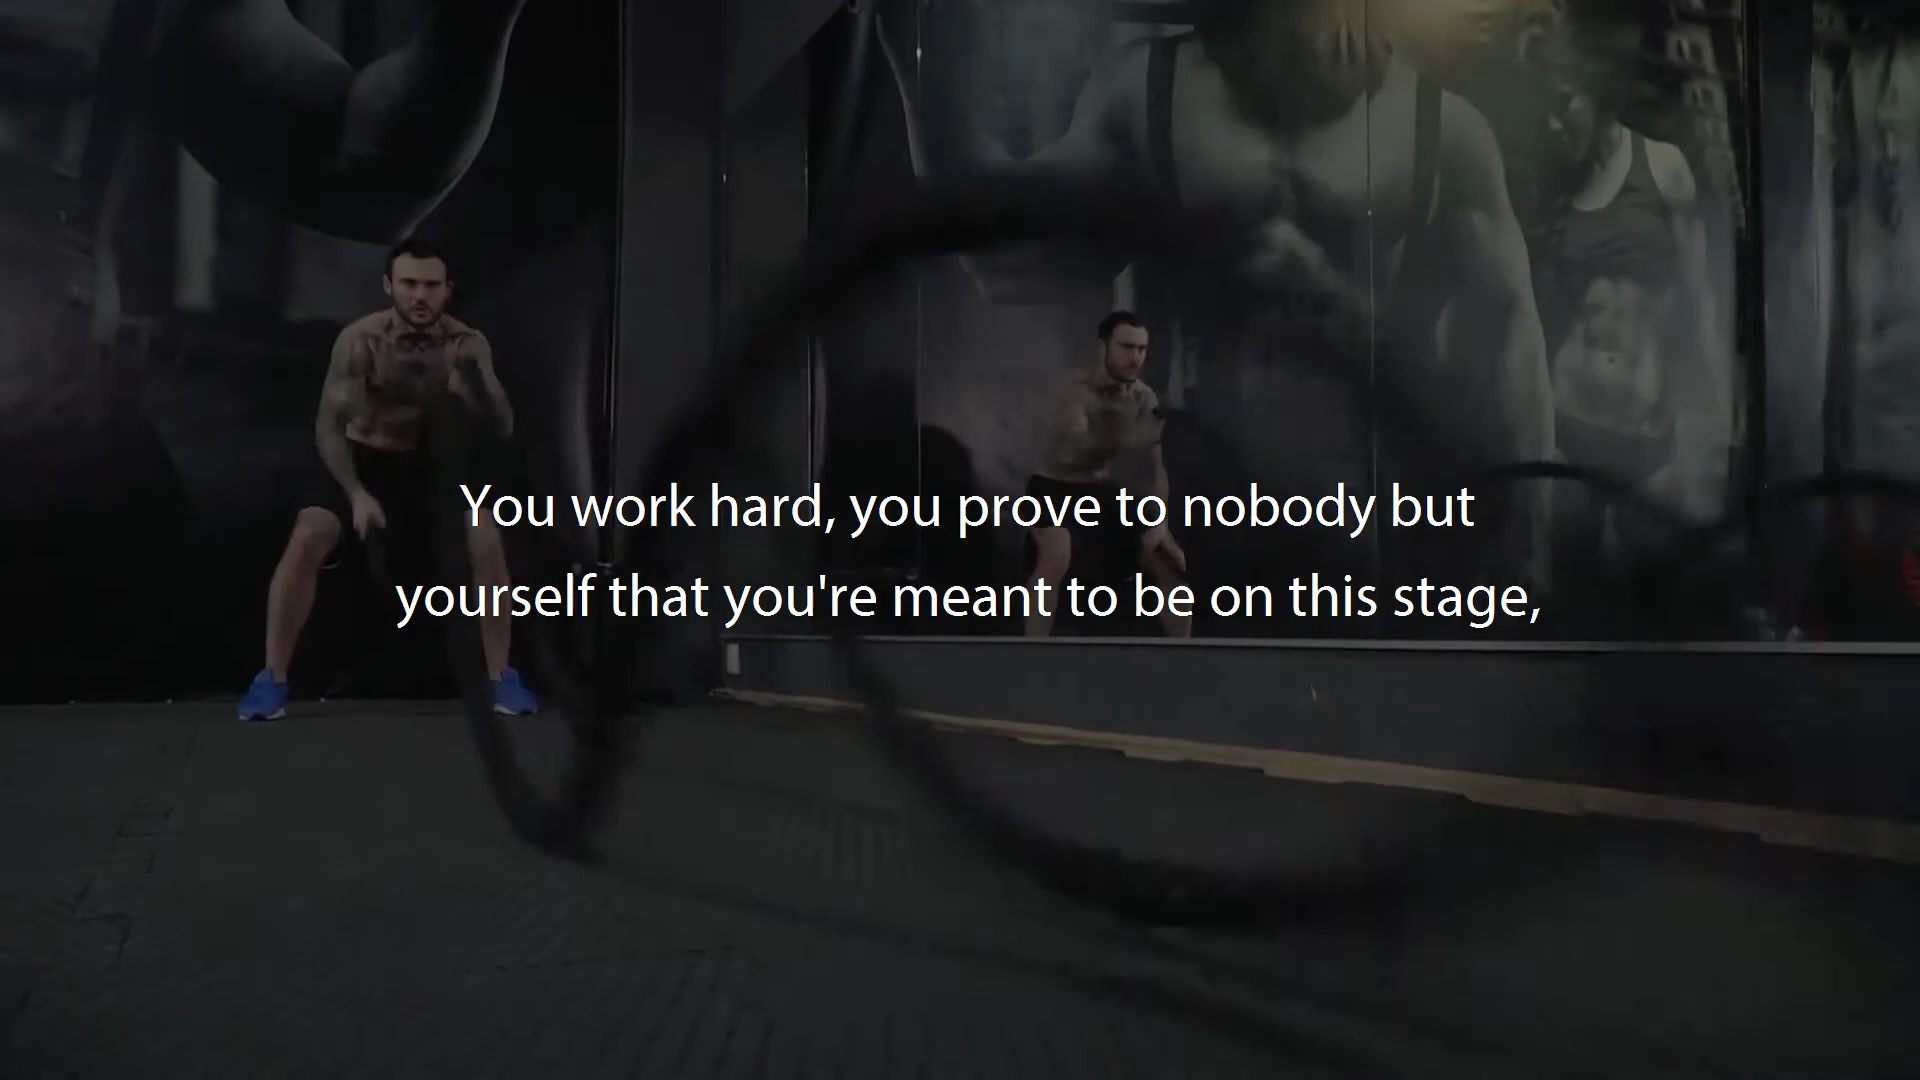 You work hard, you prove to nobody but
yourself that you're meant to be on this stage,